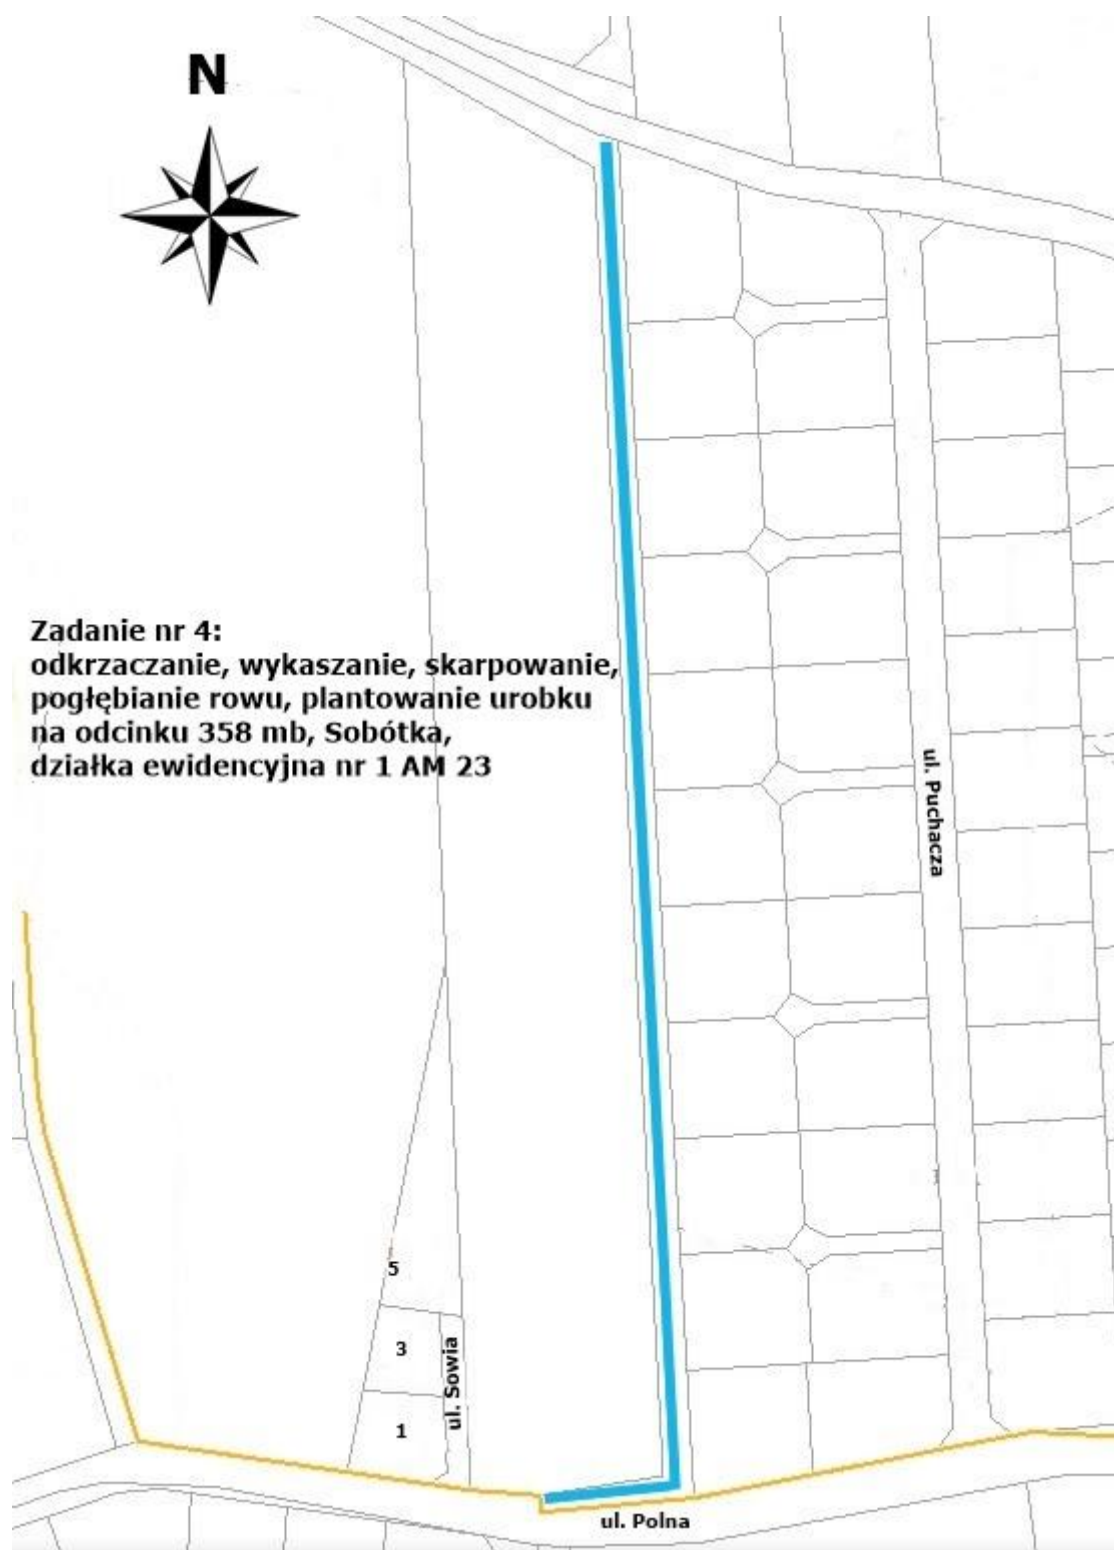 N
Zadanie nr 4:
odkrzaczanie, wykaszanie, skarpowanie,
pogłębianie rowu, plantowanie urobku
na odcinku 358 mb, Sobótka,
działka ewidencyjna nr 1 AM 23
ul. Puchacza
5
3
ul. Sowia
1
ul. Polna